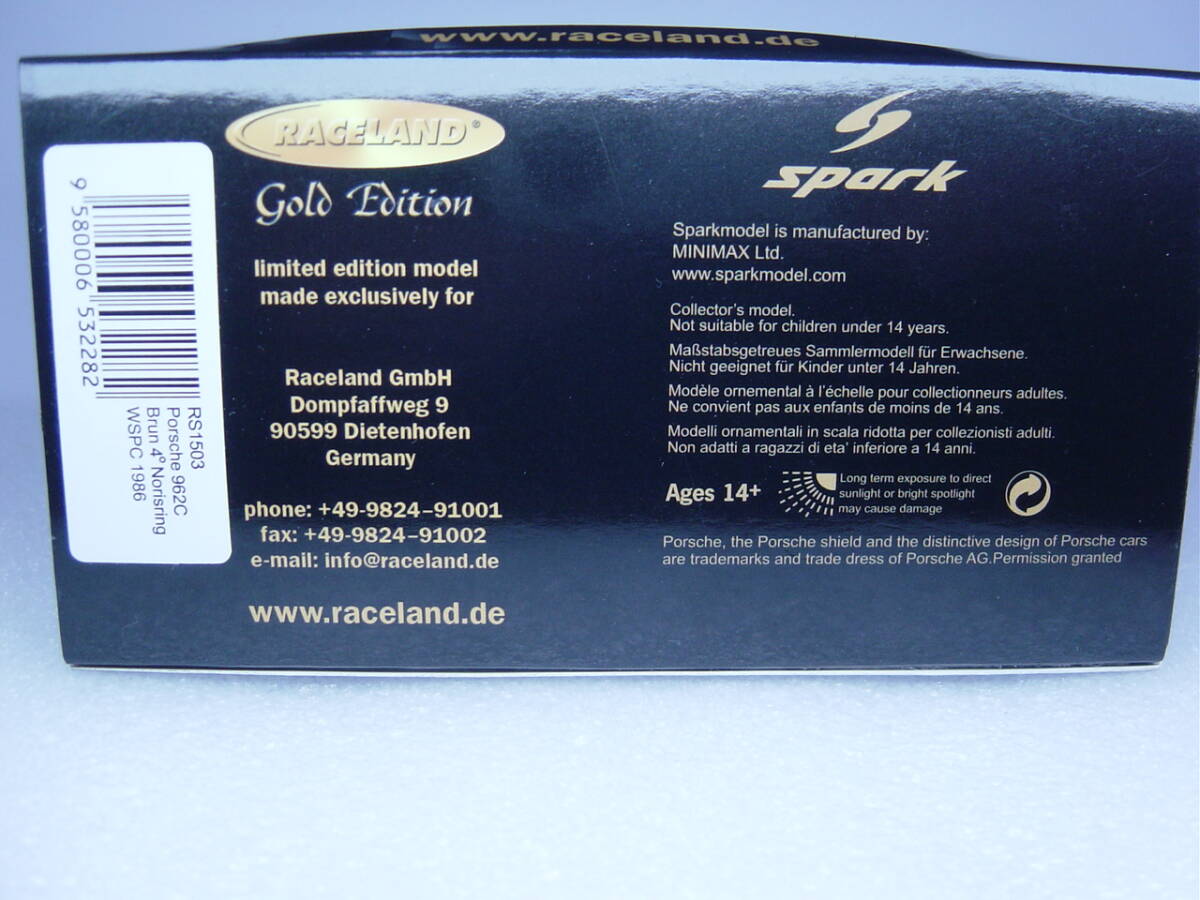 www.raceland.de
RACELAND®
Gold Edition
limited edition model
made exclusively for
Raceland GmbH
Dompfaffweg 9
90599 Dietenhofen
Germany
phone: +49-9824-91001
fax: +49-9824-91002
e-mail: info@raceland.de
www.raceland.de
9 580006 532282
RS1503
Porsche 962C
Brun 4° Norisring
WSPC 1986
spark
Sparkmodel is manufactured by:
MINIMAX Ltd.
www.sparkmodel.com
Collector's model.
Not suitable for children under 14 years.
Maßstabsgetreues Sammlermodell für Erwachsene.
Nicht geeignet für Kinder unter 14 Jahren.
Modèle ornemental à l'échelle pour collectionneurs adultes.
Ne convient pas aux enfants de moins de 14 ans.
Modelli ornamentali in scala ridotta per collezionisti adulti.
Non adatti a ragazzi di eta' inferiore a 14 anni.
Ages 14+
Long term exposure to direct
sunlight or bright spotlight
may cause damage
Porsche, the Porsche shield and the distinctive design of Porsche cars
are trademarks and trade dress of Porsche AG.Permission granted